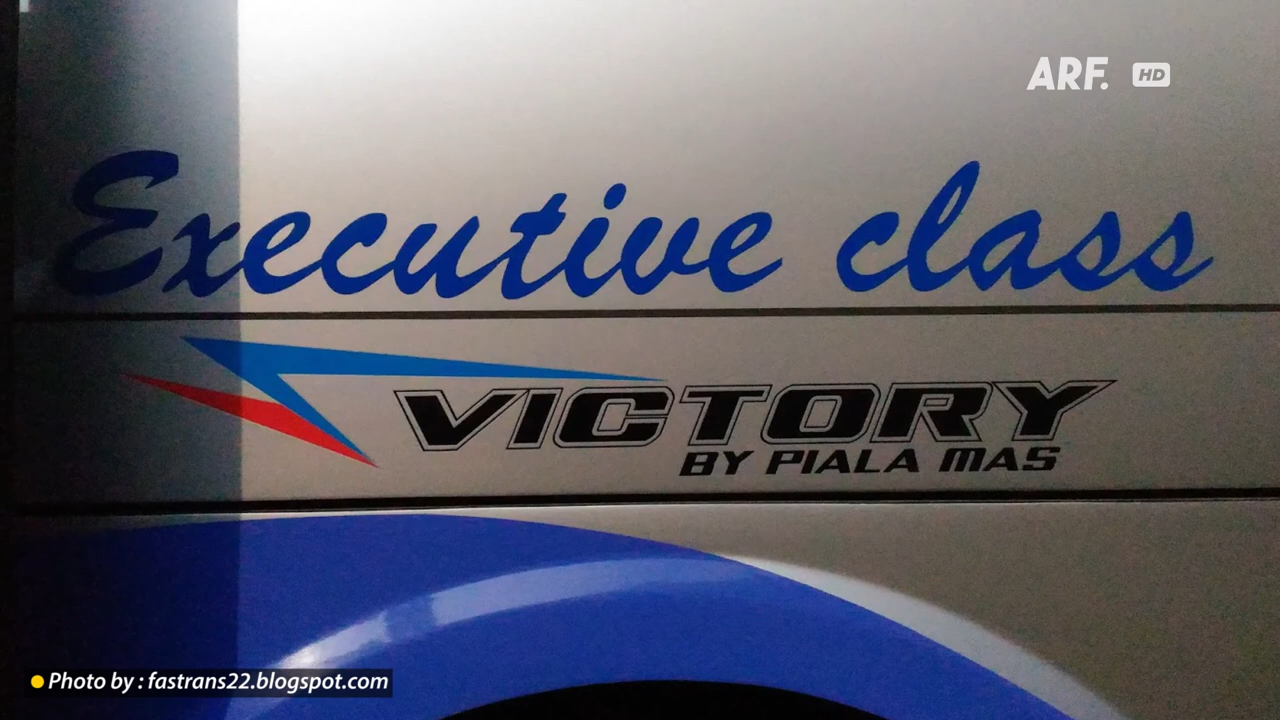 ARF. HD
Executive class
VICTORY
BY PIALA MAS
Photo by : fastrans22.blogspot.com